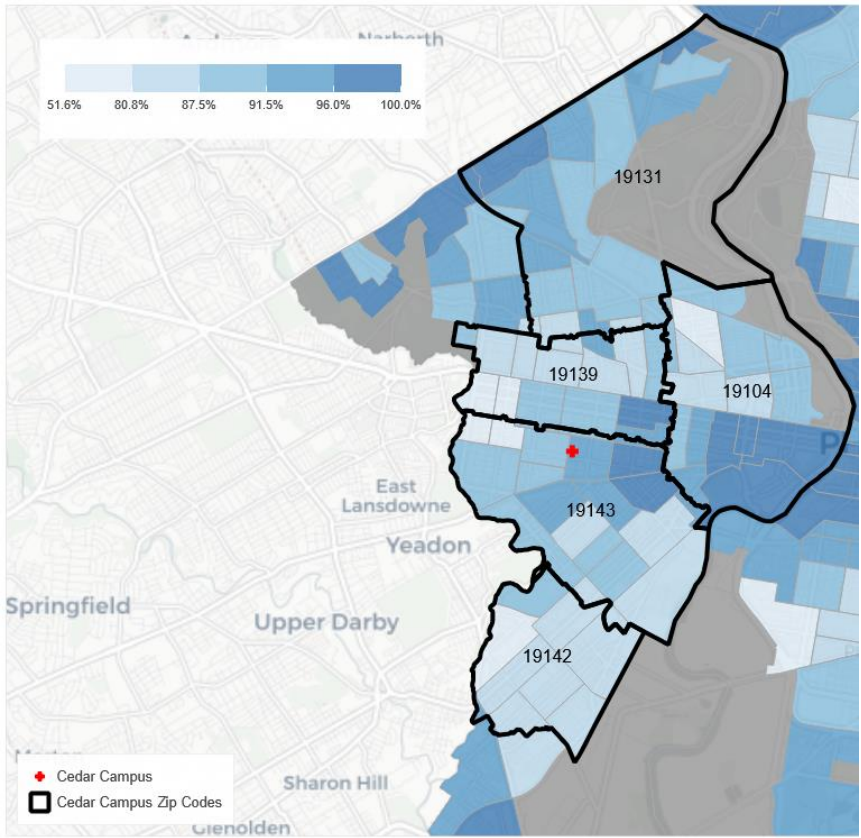 Narberth
51.6% 80.8% 87.5% 91.5% 96.0% 100.0%
19131
19139
19104
P
East
Lansdowne
19143
Yeadon
Springfield
Upper Darby
19142
Cedar Campus
Cedar Campus Zip Codes
Sharon Hill
Glenolden